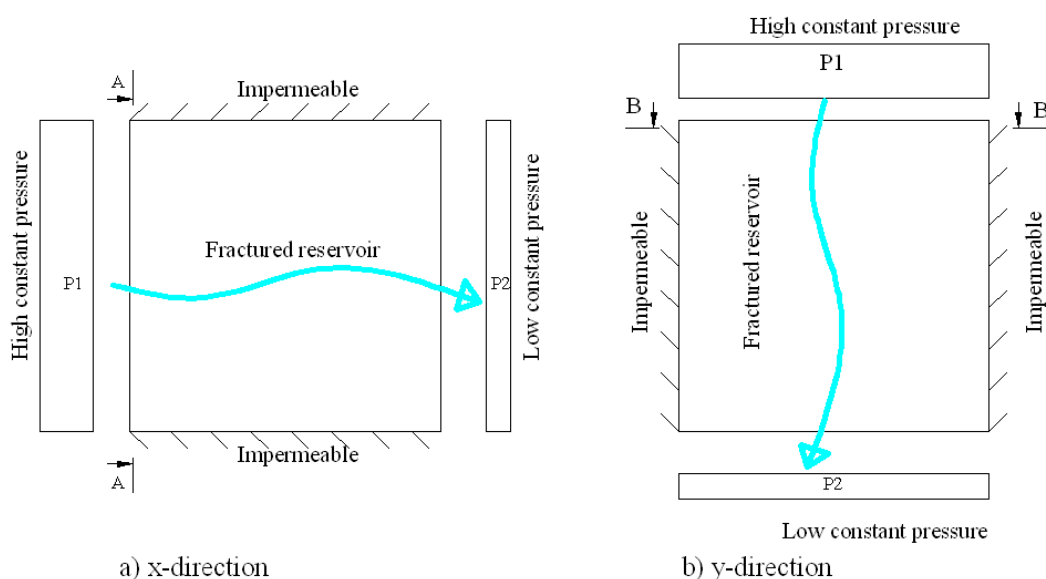 A
Impermeable
High constant pressure
P1
Fractured reservoir
P2
Low constant pressure
Impermeable
A
a) x-direction
High constant pressure
P1
B
B
Impermeable
Fractured reservoir
Impermeable
P2
Low constant pressure
b) y-direction